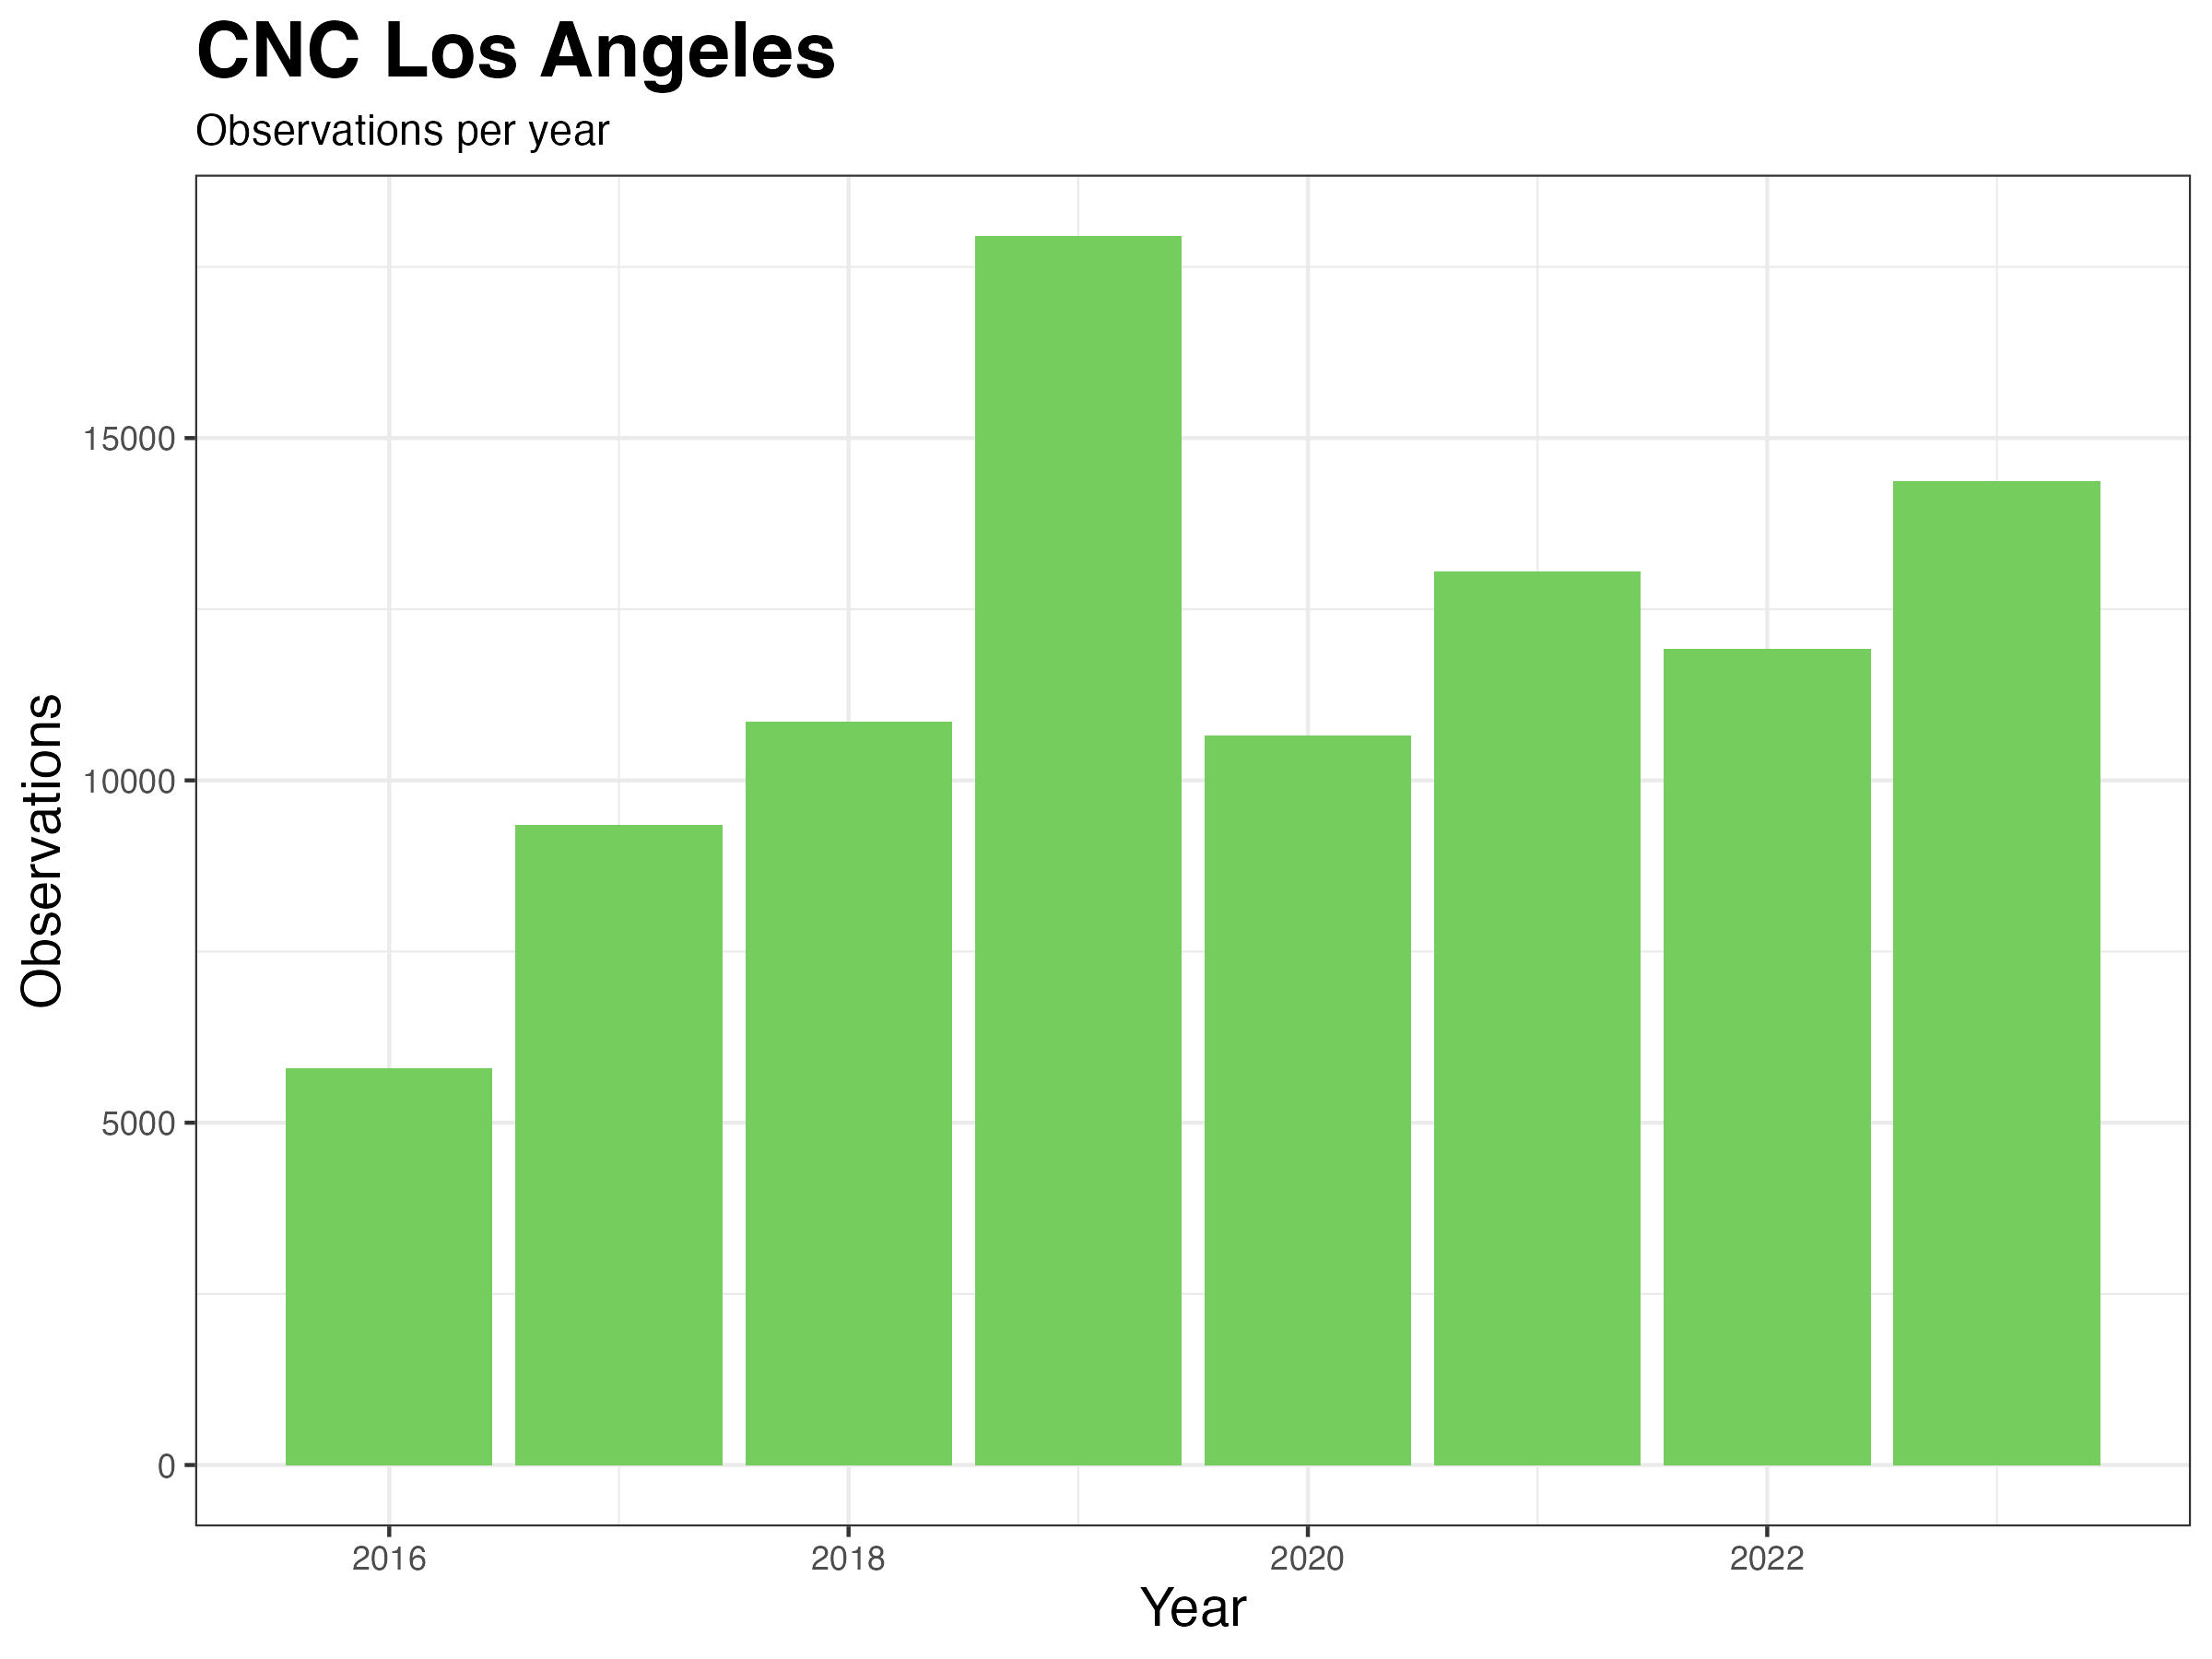 CNC Los Angeles
Observations per year
Observations
15000
10000
5000
0
2016 2018 2020 2022
Year